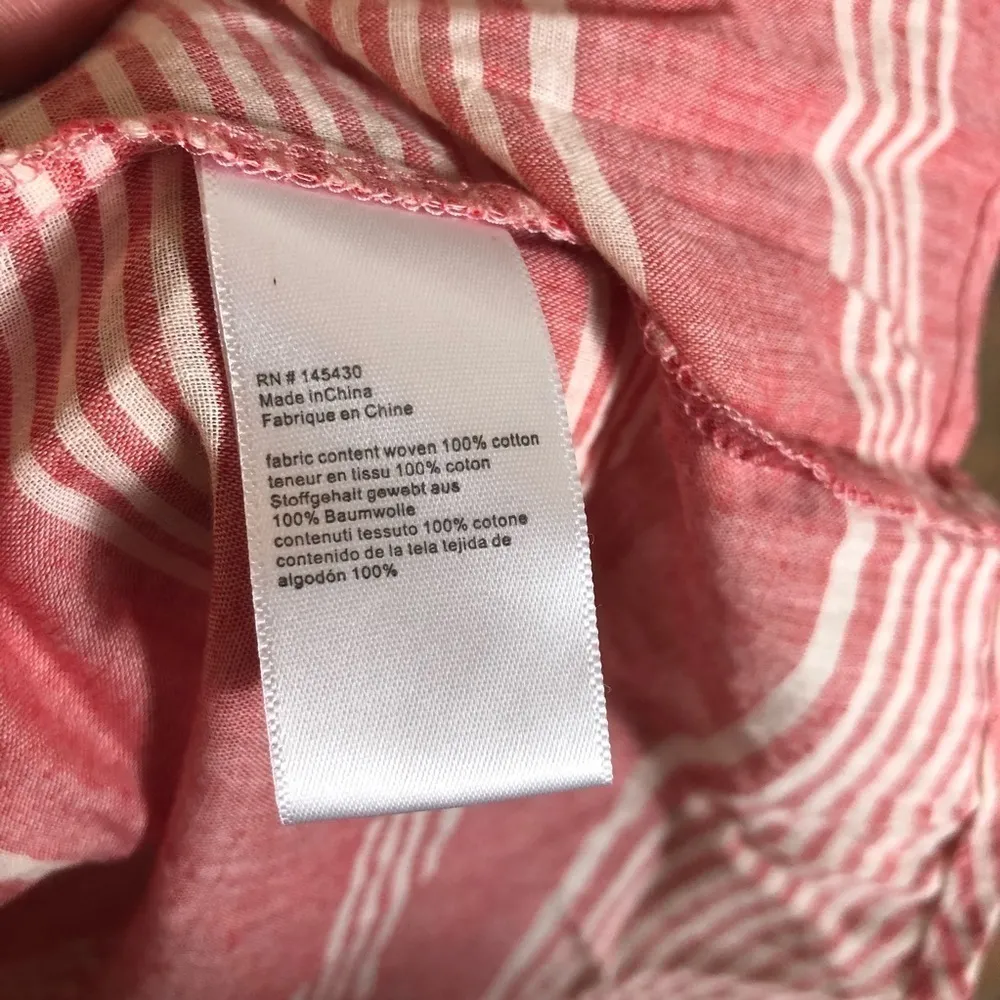 RN # 145430
Made inChina
Fabrique en Chine
fabric content woven 100% cotton
teneur en tissu 100% coton
Stoffgehalt gewebt aus
100% Baumwolle
contenuti tessuto 100% cotone
contenido de la tela tejida de
algodón 100%